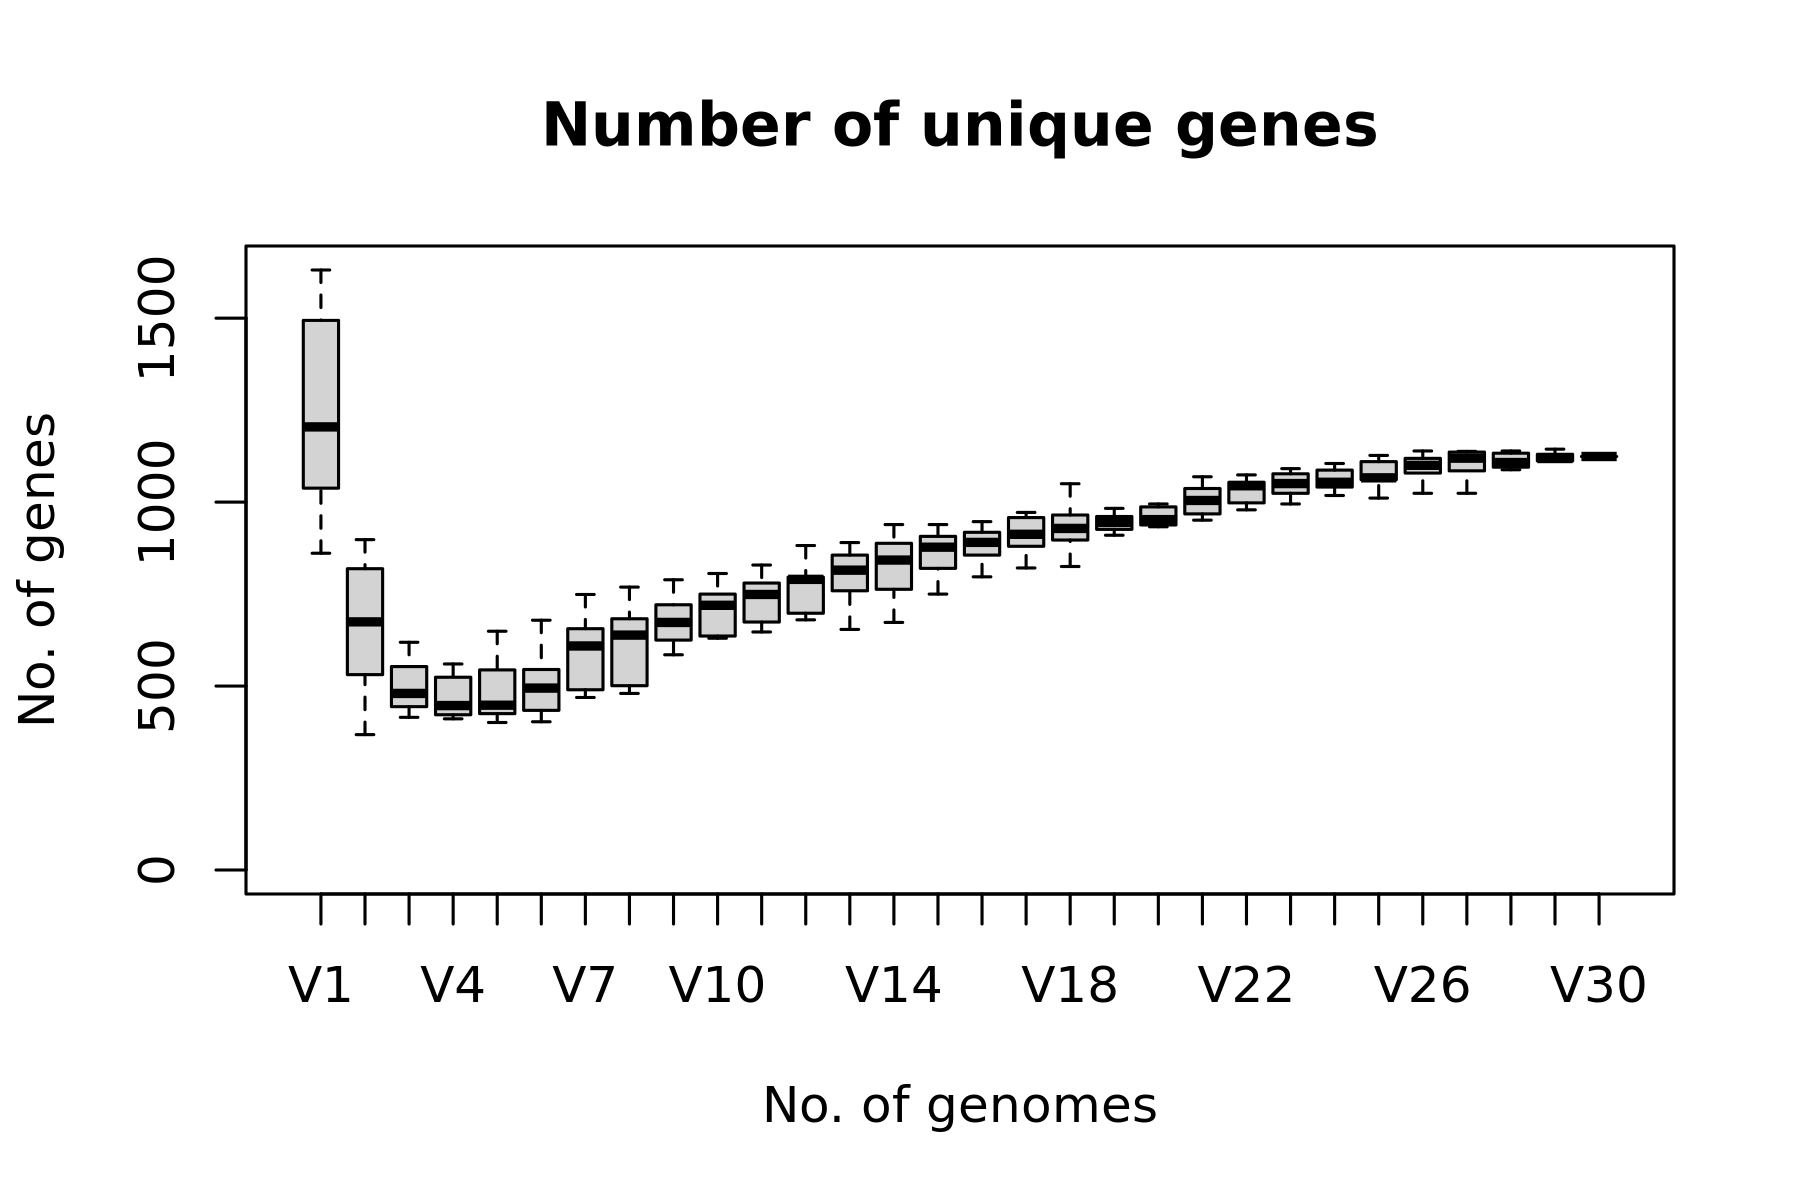 Number of unique genes
No. of genes
1500
1000
500
0
V1 V4 V7 V10 V14 V18 V22 V26 V30
No. of genomes